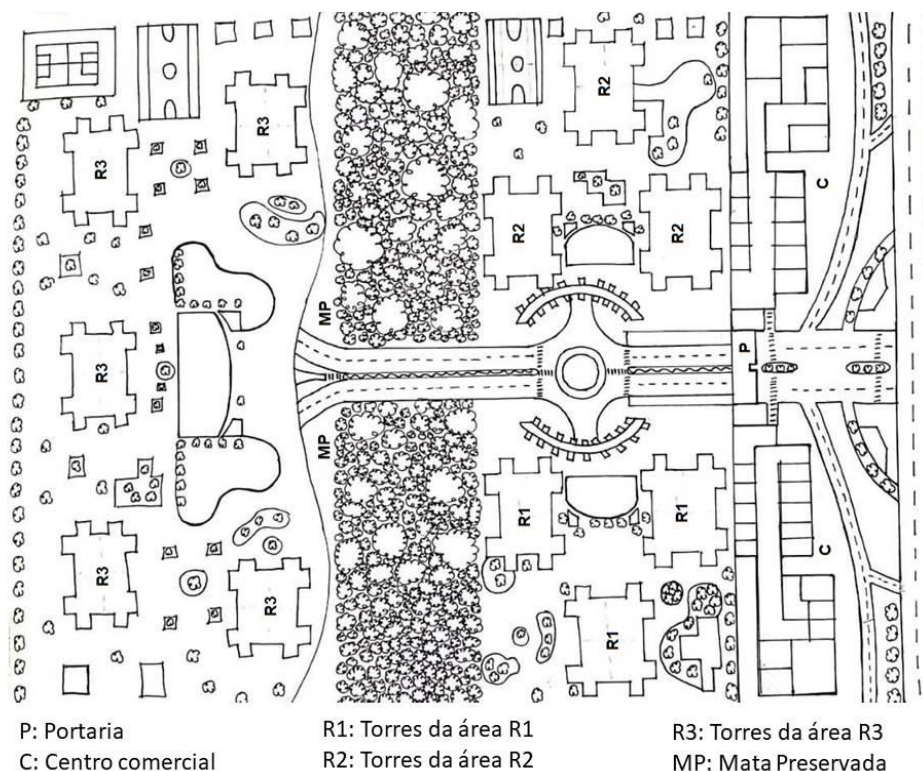 R2
R3
R3
C
R2
R2
MP
R3
P
MP
R1
R1
C
R3
R3
R1
P: Portaria
R1: Torres da área R1
R3: Torres da área R3
C: Centro comercial
R2: Torres da área R2
MP: Mata Preservada